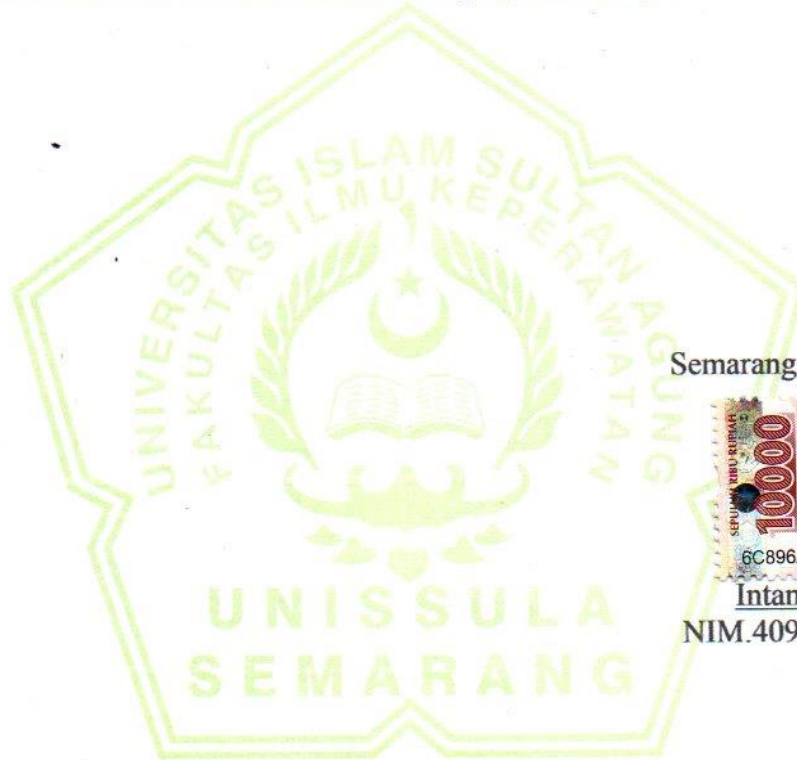 UNIVERSITAS ISLAM SULTAN AGUNG
FAKULTAS ILMU KEPERAWATAN
UNISSULA
SEMARANG
Semarang
SEPULUH RIBU RUPIAH
10000
6C896
Intan
NIM.409